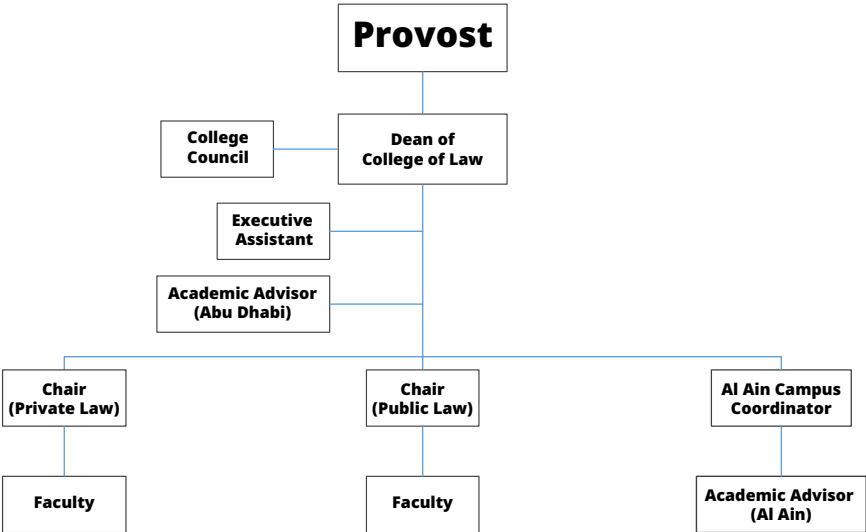 Provost
College
Council
Dean of
College of Law
Executive
Assistant
Academic Advisor
(Abu Dhabi)
Chair
(Private Law)
Chair
(Public Law)
Al Ain Campus
Coordinator
Faculty
Faculty
Academic Advisor
(Al Ain)